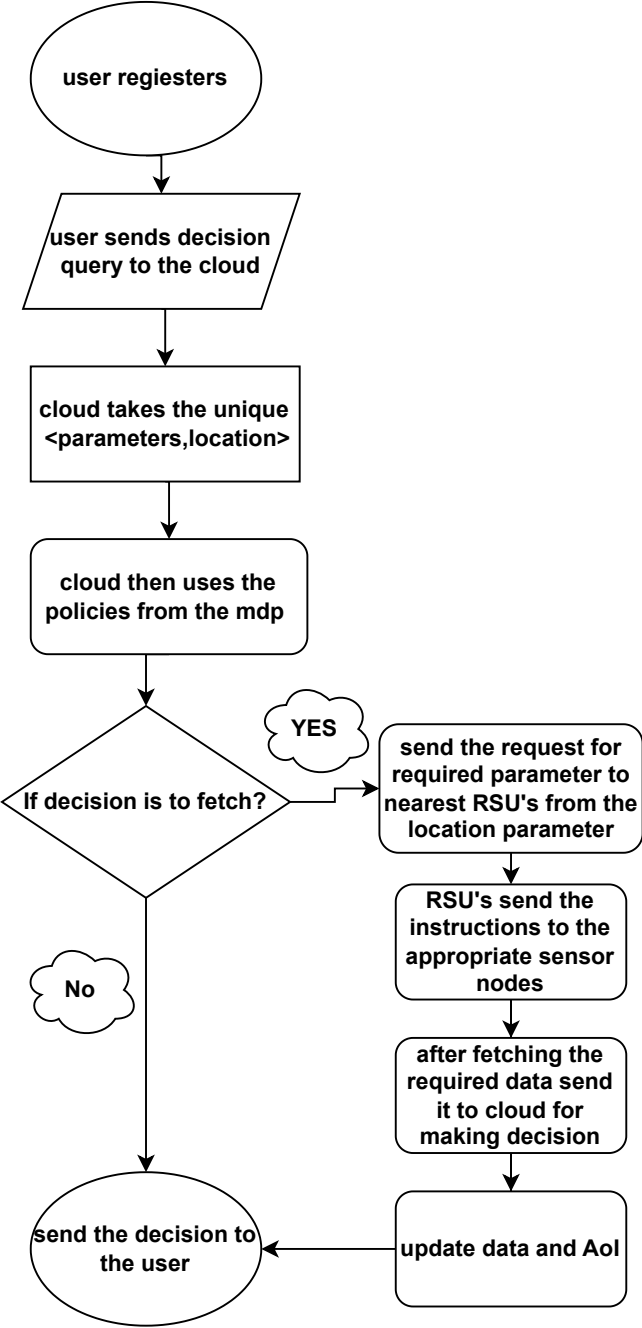 user regiesters
user sends decision
query to the cloud
cloud takes the unique
<parameters,location>
cloud then uses the
policies from the mdp
If decision is to fetch?
YES
send the request for
required parameter to
nearest RSU's from the
location parameter
RSU's send the
instructions to the
appropriate sensor
nodes
No
after fetching the
required data send
it to cloud for
making decision
update data and AoI
send the decision to
the user